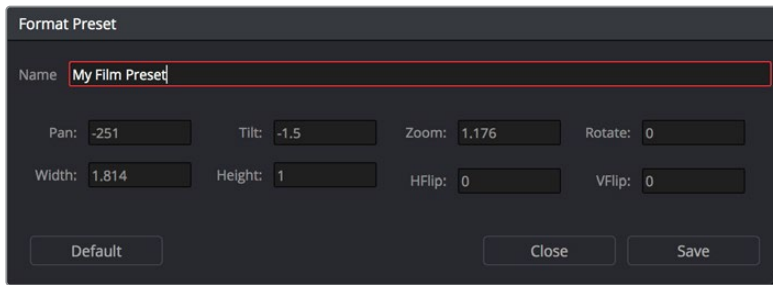 Format Preset
Name My Film Preset
Pan: -251 Tilt: -1.5 Zoom: 1.176 Rotate: 0
Width: 1.814 Height: 1 HFlip: 0 VFlip: 0
Default Close Save